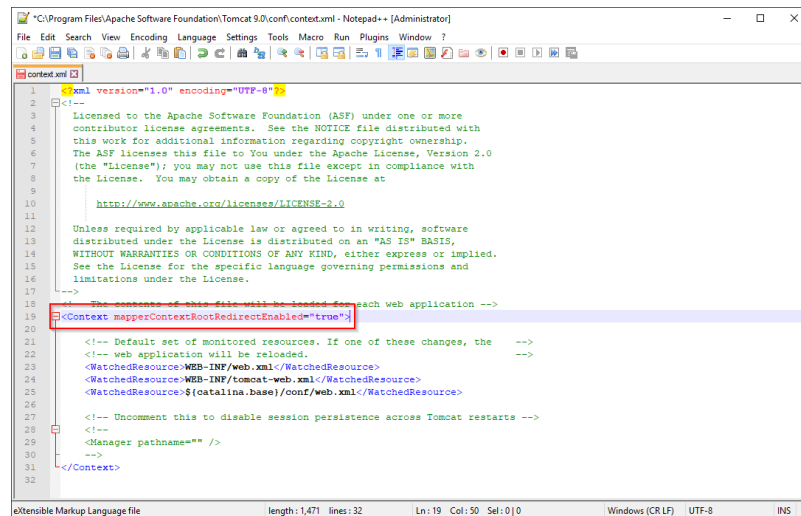 *C:\Program Files\Apache Software Foundation\Tomcat 9.0\conf\context.xml - Notepad++ [Administrator]
File Edit Search View Encoding Language Settings Tools Macro Run Plugins Window ?
context.xml
1 <?xml version="1.0" encoding="UTF-8"?>
2 <!--
3 Licensed to the Apache Software Foundation (ASF) under one or more
4 contributor license agreements. See the NOTICE file distributed with
5 this work for additional information regarding copyright ownership.
6 The ASF licenses this file to You under the Apache License, Version 2.0
7 (the "License"); you may not use this file except in compliance with
8 the License. You may obtain a copy of the License at
9
10 http://www.apache.org/licenses/LICENSE-2.0
11
12 Unless required by applicable law or agreed to in writing, software
13 distributed under the License is distributed on an "AS IS" BASIS,
14 WITHOUT WARRANTIES OR CONDITIONS OF ANY KIND, either express or implied.
15 See the License for the specific language governing permissions and
16 limitations under the License.
17 -->
18 <!-- The contents of this file will be loaded for each web application -->
19 <Context mapperContextRootRedirectEnabled="true">
20
21 <!-- Default set of monitored resources. If one of these changes, the -->
22 <!-- web application will be reloaded. -->
23 <WatchedResource>WEB-INF/web.xml</WatchedResource>
24 <WatchedResource>WEB-INF/tomcat-web.xml</WatchedResource>
25 <WatchedResource>${catalina.base}/conf/web.xml</WatchedResource>
26
27 <!-- Uncomment this to disable session persistence across Tomcat restarts -->
28 <!--
29 <Manager pathname="" />
30 -->
31 </Context>
32
eXtensible Markup Language file length : 1,471 lines : 32 Ln : 19 Col : 50 Sel : 0 | 0 Windows (CR LF) UTF-8 INS